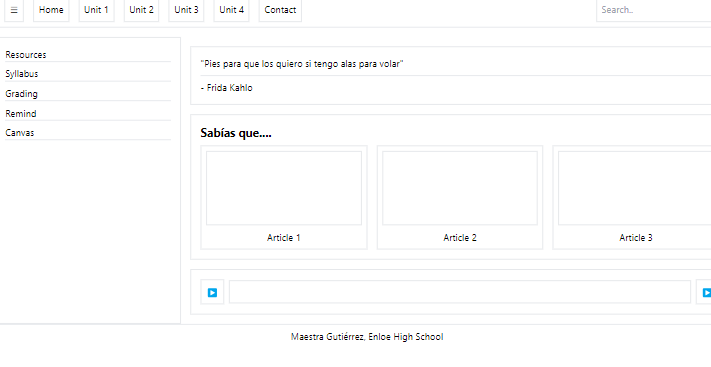 ☰ Home Unit 1 Unit 2 Unit 3 Unit 4 Contact Search..
Resources
Syllabus
Grading
Remind
Canvas
"Pies para que los quiero si tengo alas para volar"
- Frida Kahlo
Sabías que....
Article 1 Article 2 Article 3
Maestra Gutiérrez, Enloe High School